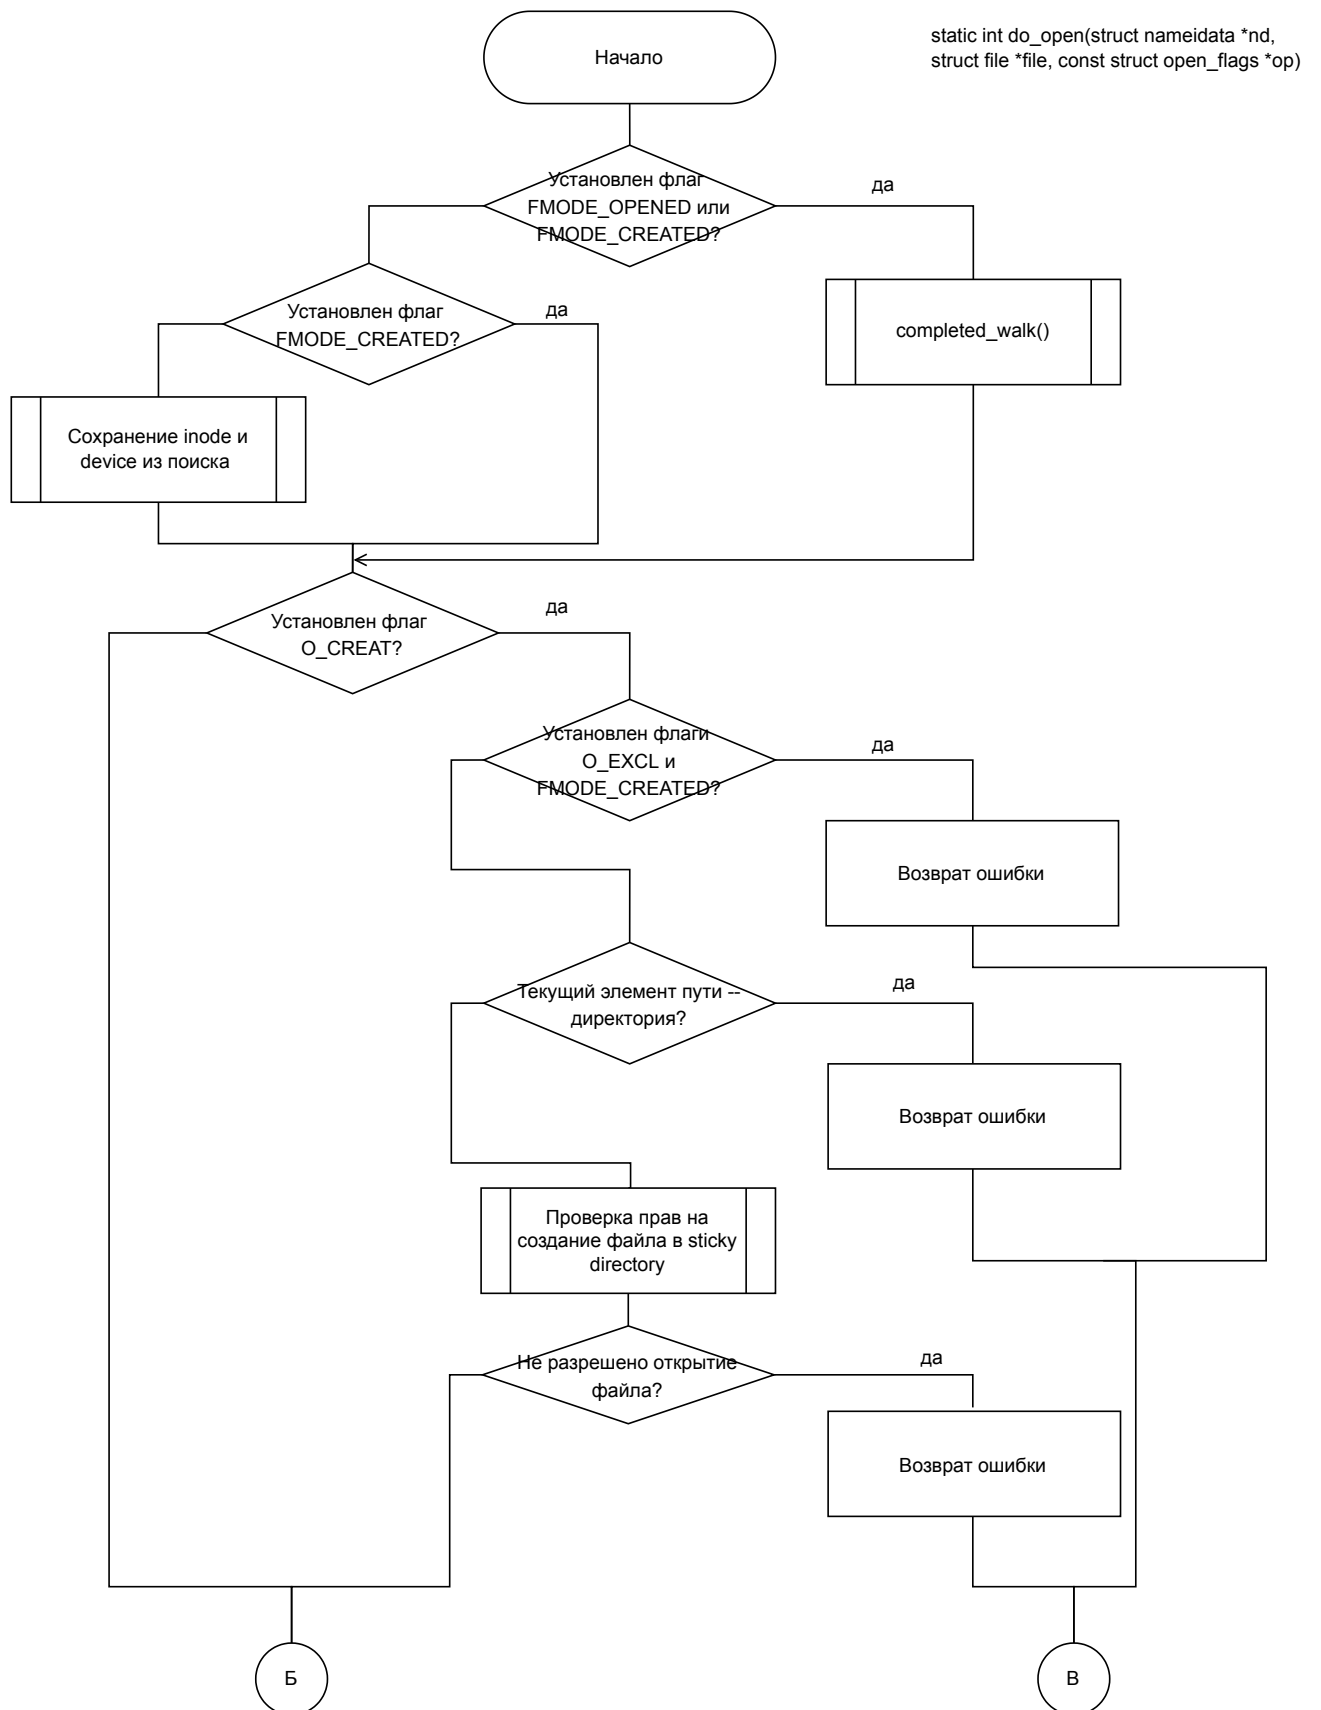 static int do_open(struct nameidata *nd,
struct file *file, const struct open_flags *op)
Начало
Установлен флаг
FMODE_OPENED или
FMODE_CREATED?
да
Установлен флаг
FMODE_CREATED?
да
completed_walk()
Сохранение inode и
device из поиска
Установлен флаг
O_CREAT?
да
Установлен флаги
O_EXCL и
FMODE_CREATED?
да
Возврат ошибки
Текущий элемент пути --
директория?
да
Возврат ошибки
Проверка прав на
создание файла в sticky
directory
Не разрешено открытие
файла?
да
Возврат ошибки
Б
В